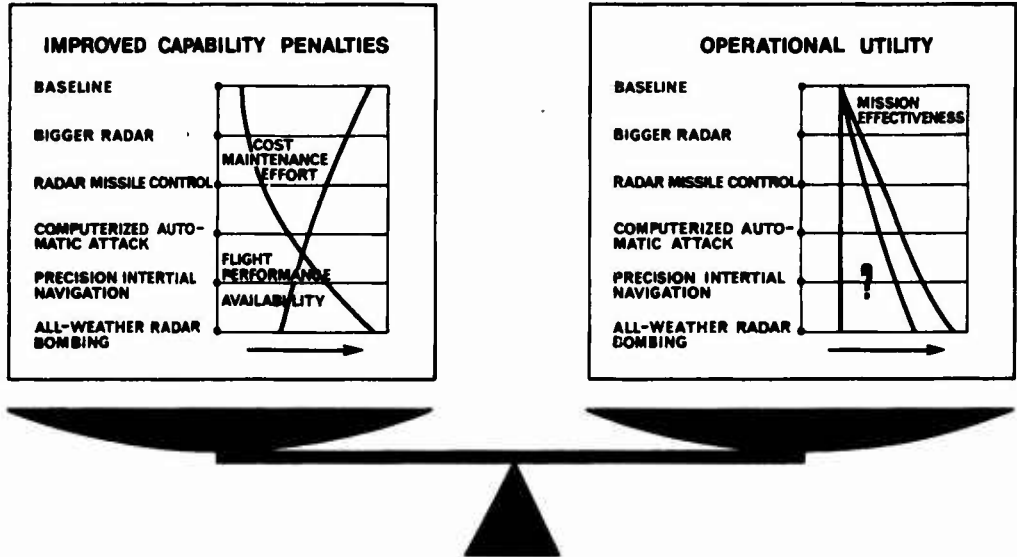 IMPROVED CAPABILITY PENALTIES
BASELINE
BIGGER RADAR
RADAR MISSILE CONTROL
COMPUTERIZED AUTO-
MATIC ATTACK
PRECISION INTERTIAL
NAVIGATION
ALL-WEATHER RADAR
BOMBING
COST
MAINTENANCE
EFFORT
FLIGHT
PERFORMANCE
AVAILABILITY
OPERATIONAL UTILITY
BASELINE
BIGGER RADAR
RADAR MISSILE CONTROL
COMPUTERIZED AUTO-
MATIC ATTACK
PRECISION INTERTIAL
NAVIGATION
ALL-WEATHER RADAR
BOMBING
MISSION
EFFECTIVENESS
?